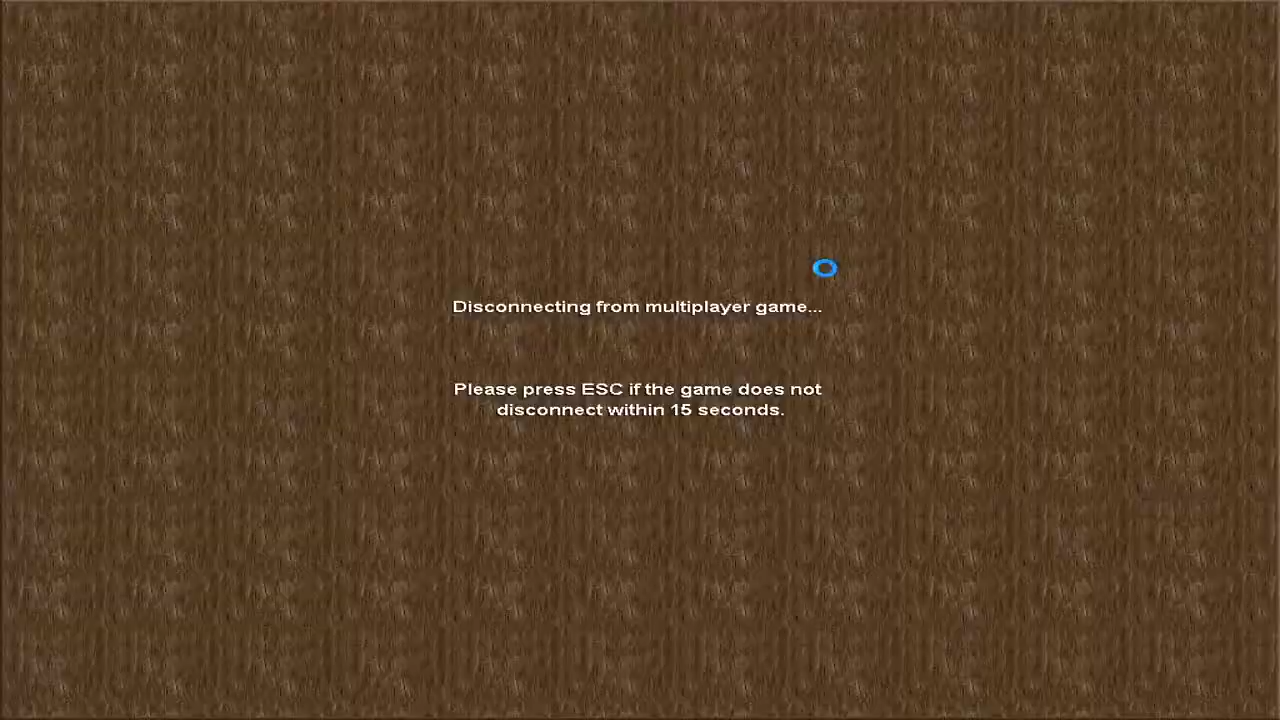 Disconnecting from multiplayer game...
Please press ESC if the game does not
disconnect within 15 seconds.